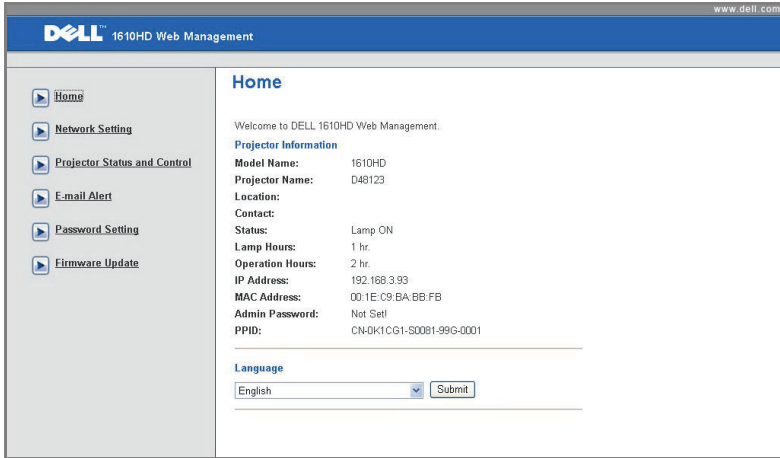 www.dell.com
DELL™ 1610HD Web Management
Home
Network Setting
Projector Status and Control
E-mail Alert
Password Setting
Firmware Update
Home
Welcome to DELL 1610HD Web Management.
Projector Information
Model Name: 1610HD
Projector Name: D48123
Location:
Contact:
Status: Lamp ON
Lamp Hours: 1 hr.
Operation Hours: 2 hr.
IP Address: 192.168.3.93
MAC Address: 00:1E:C9:BA:BB:FB
Admin Password: Not Set!
PPID: CN-0K1CG1-S0081-99G-0001
Language
English Submit